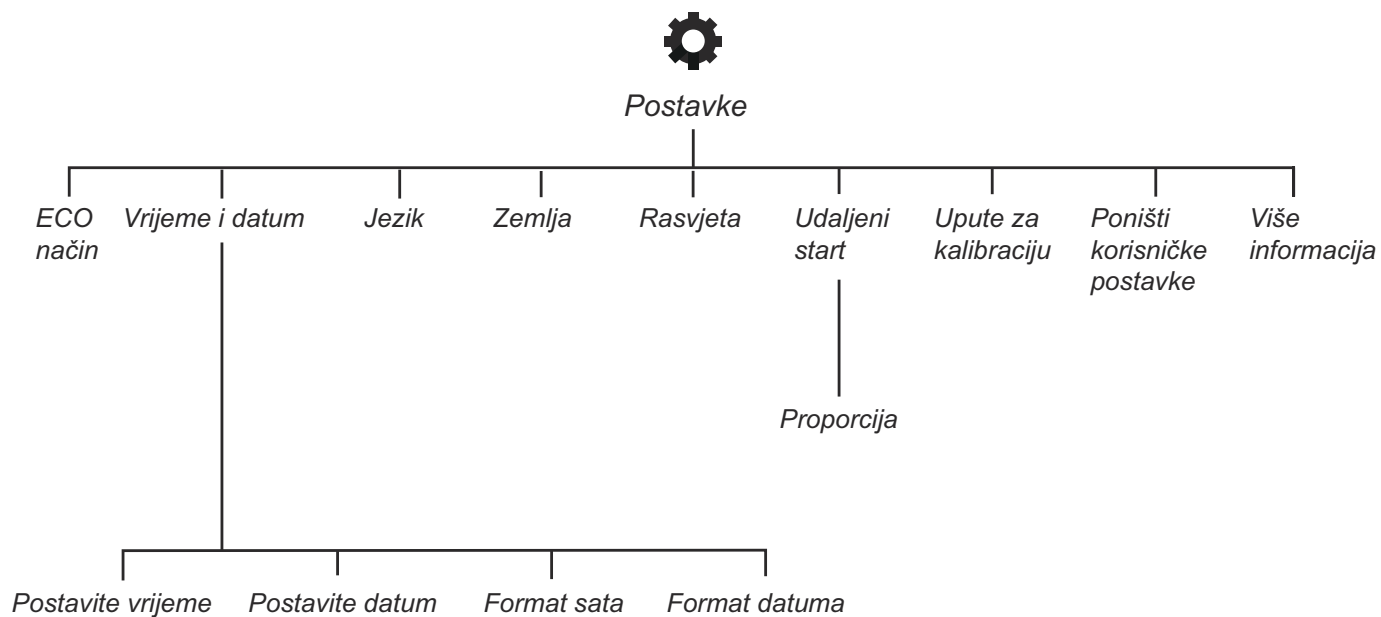 Postavke
ECO
način
Vrijeme i datum
Jezik
Zemlja
Rasvjeta
Udaljeni
start
Upute za
kalibraciju
Poništi
korisničke
postavke
Više
informacija
Proporcija
Postavite vrijeme
Postavite datum
Format sata
Format datuma